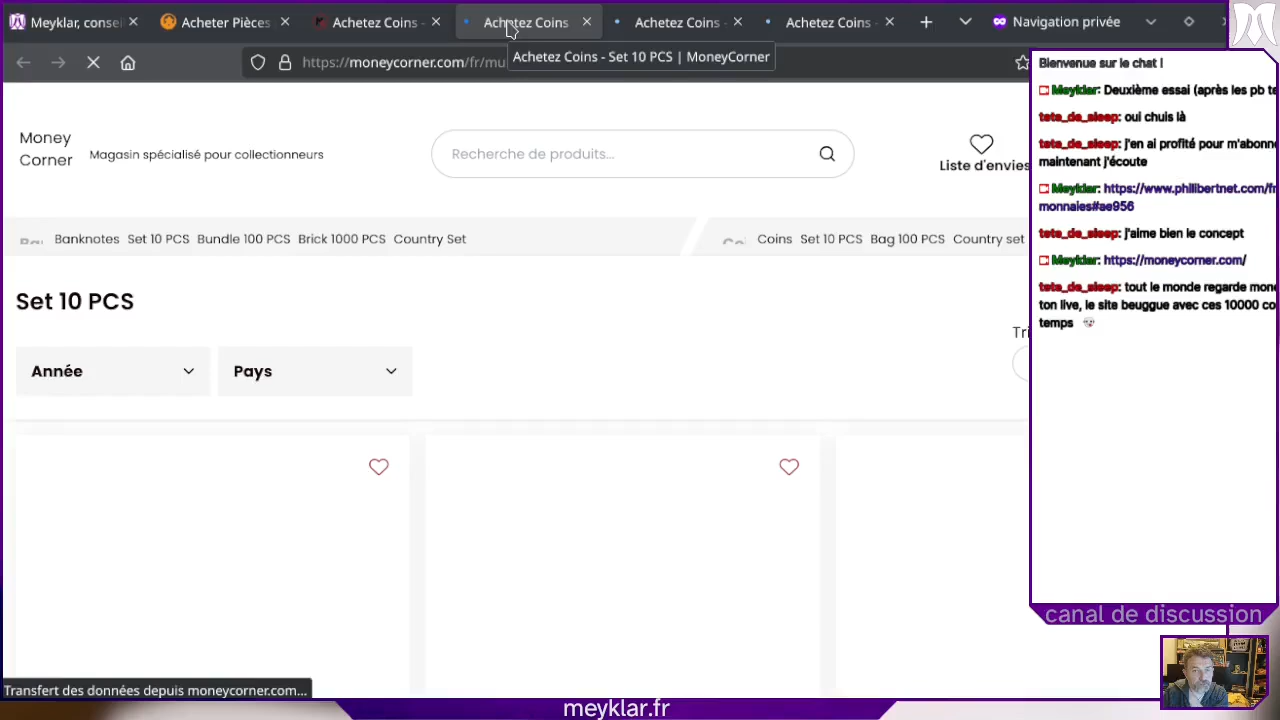 Meyklar, consei
Acheter Pièces
Achetez Coins -
Achetez Coins
Achetez Coins -
Achetez Coins -
Navigation privée
https://moneycorner.com/fr/mu
Achetez Coins - Set 10 PCS | MoneyCorner
Money
Corner
Magasin spécialisé pour collectionneurs
Recherche de produits...
Liste d'envies
Banknotes Set 10 PCS Bundle 100 PCS Brick 1000 PCS Country Set
Coins Set 10 PCS Bag 100 PCS Country set
Set 10 PCS
Tri
Année
Pays
Transfert des données depuis moneycorner.com...
Bienvenue sur le chat !
Meyklar: Deuxième essai (après les pb te
tete_de_sleep: oui chuis là
tete_de_sleep: j'en ai profité pour m'abonne
maintenant j'écoute
Meyklar: https://www.philibertnet.com/fr
monnaies#ae956
tete_de_sleep: j'aime bien le concept
Meyklar: https://moneycorner.com/
tete_de_sleep: tout le monde regarde mone
ton live, le site beuggue avec ces 10000 co
temps
canal de discussion
meyklar.fr